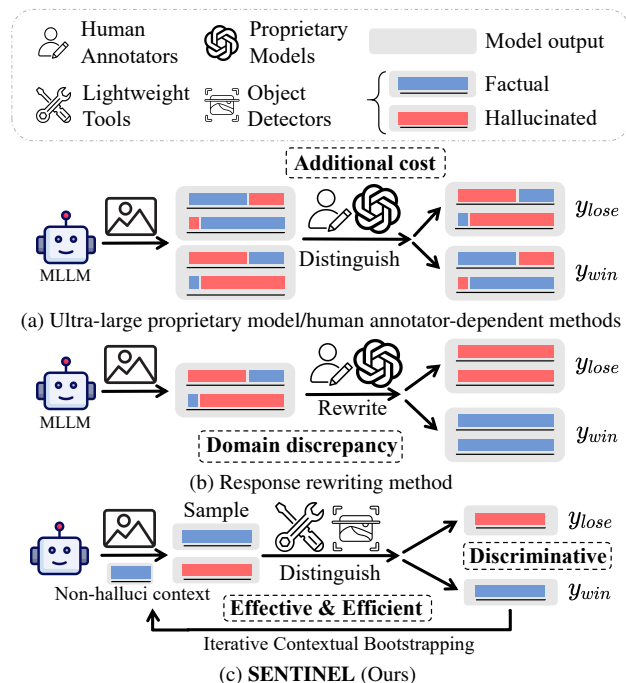 Human Annotators
Proprietary Models
Model output
Lightweight Tools
Object Detectors
Factual
Hallucinated
Additional cost
MLLM
Distinguish
y_lose
y_win
(a) Ultra-large proprietary model/human annotator-dependent methods
MLLM
Rewrite
Domain discrepancy
y_lose
y_win
(b) Response rewriting method
Sample
Non-halluci context
Distinguish
Effective & Efficient
y_lose
Discriminative
y_win
Iterative Contextual Bootstrapping
(c) SENTINEL (Ours)